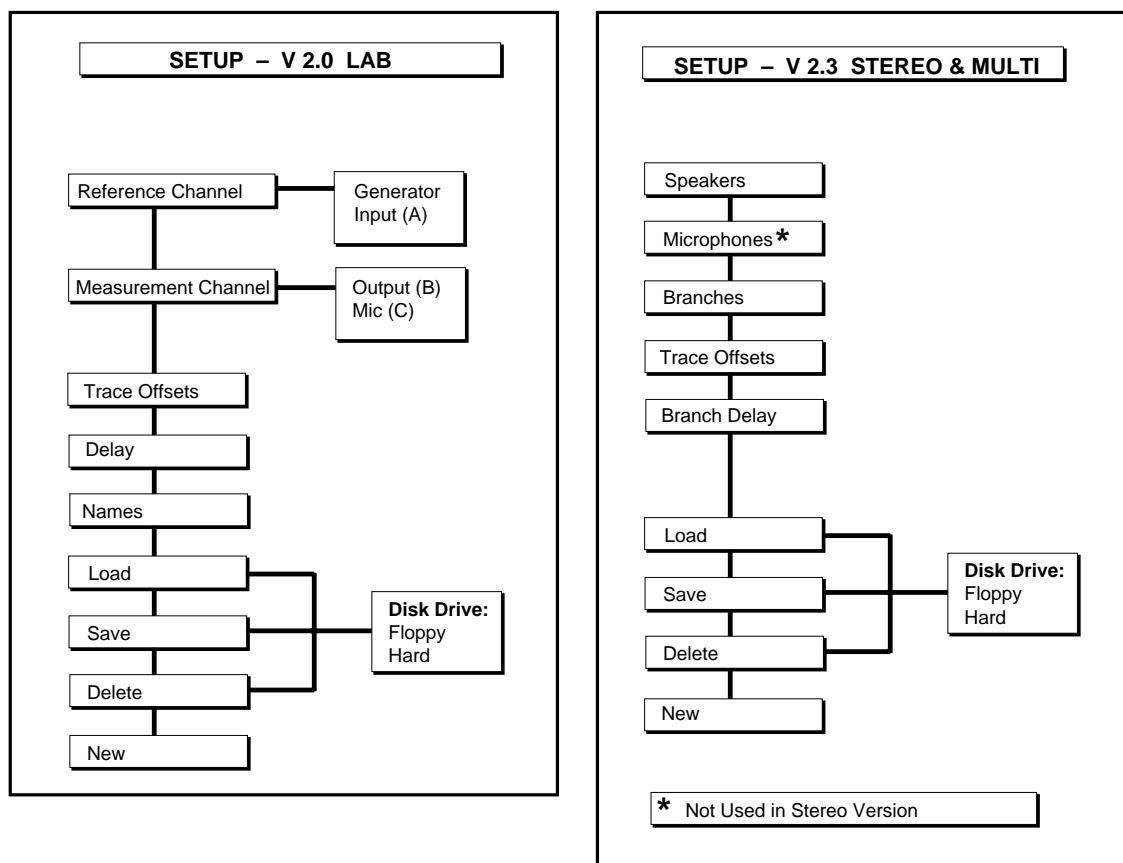 SETUP – V 2.0 LAB
Reference Channel
Generator
Input (A)
Measurement Channel
Output (B)
Mic (C)
Trace Offsets
Delay
Names
Load
Save
Delete
New
Disk Drive:
Floppy
Hard
SETUP – V 2.3 STEREO & MULTI
Speakers
Microphones*
Branches
Trace Offsets
Branch Delay
Load
Save
Delete
New
Disk Drive:
Floppy
Hard
* Not Used in Stereo Version